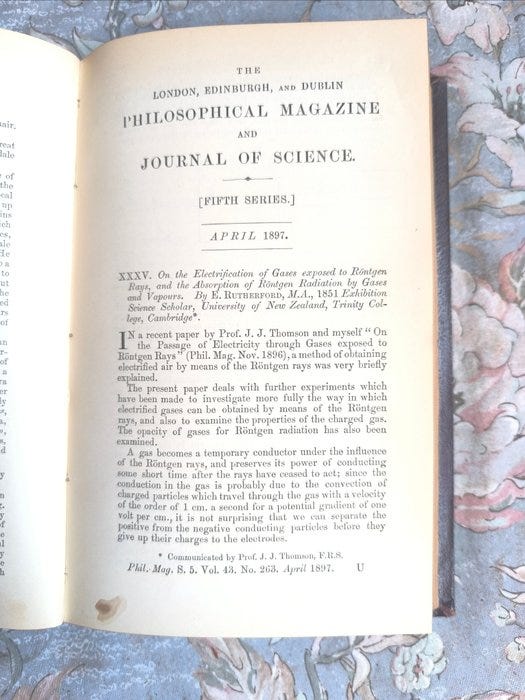 THE
LONDON, EDINBURGH, AND DUBLIN
PHILOSOPHICAL MAGAZINE
AND
JOURNAL OF SCIENCE.
[FIFTH SERIES.]
APRIL 1897.
XXXV. On the Electrification of Gases exposed to Röntgen
Rays, and the Absorption of Röntgen Radiation by Gases
and Vapours. By E. RUTHERFORD, M.A., 1851 Exhibition
Science Scholar, University of New Zealand, Trinity Col-
lege, Cambridge*.
IN a recent paper by Prof. J. J. Thomson and myself "On
the Passage of Electricity through Gases exposed to
Röntgen Rays" (Phil. Mag. Nov. 1896), a method of obtaining
electrified air by means of the Röntgen rays was very briefly
explained.
The present paper deals with further experiments which
have been made to investigate more fully the way in which
electrified gases can be obtained by means of the Röntgen
rays, and also to examine the properties of the charged gas.
The opacity of gases for Röntgen radiation has also been
examined.
A gas becomes a temporary conductor under the influence
of the Röntgen rays, and preserves its power of conducting
some short time after the rays have ceased to act; since the
conduction in the gas is probably due to the convection of
charged particles which travel through the gas with a velocity
of the order of 1 cm. a second for a potential gradient of one
volt per cm., it is not surprising that we can separate the
positive from the negative conducting particles before they
give up their charges to the electrodes.
* Communicated by Prof. J. J. Thomson, F.R.S.
Phil. Mag. S. 5. Vol. 43. No. 263. April 1897. U